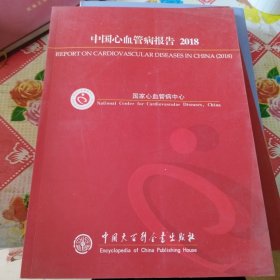 中国心血管病报告 2018
REPORT ON CARDIOVASCULAR DISEASES IN CHINA (2018)
国家心血管病中心
National Center for Cardiovascular Diseases, China
中国大百科全书出版社
Encyclopedia of China Publishing House